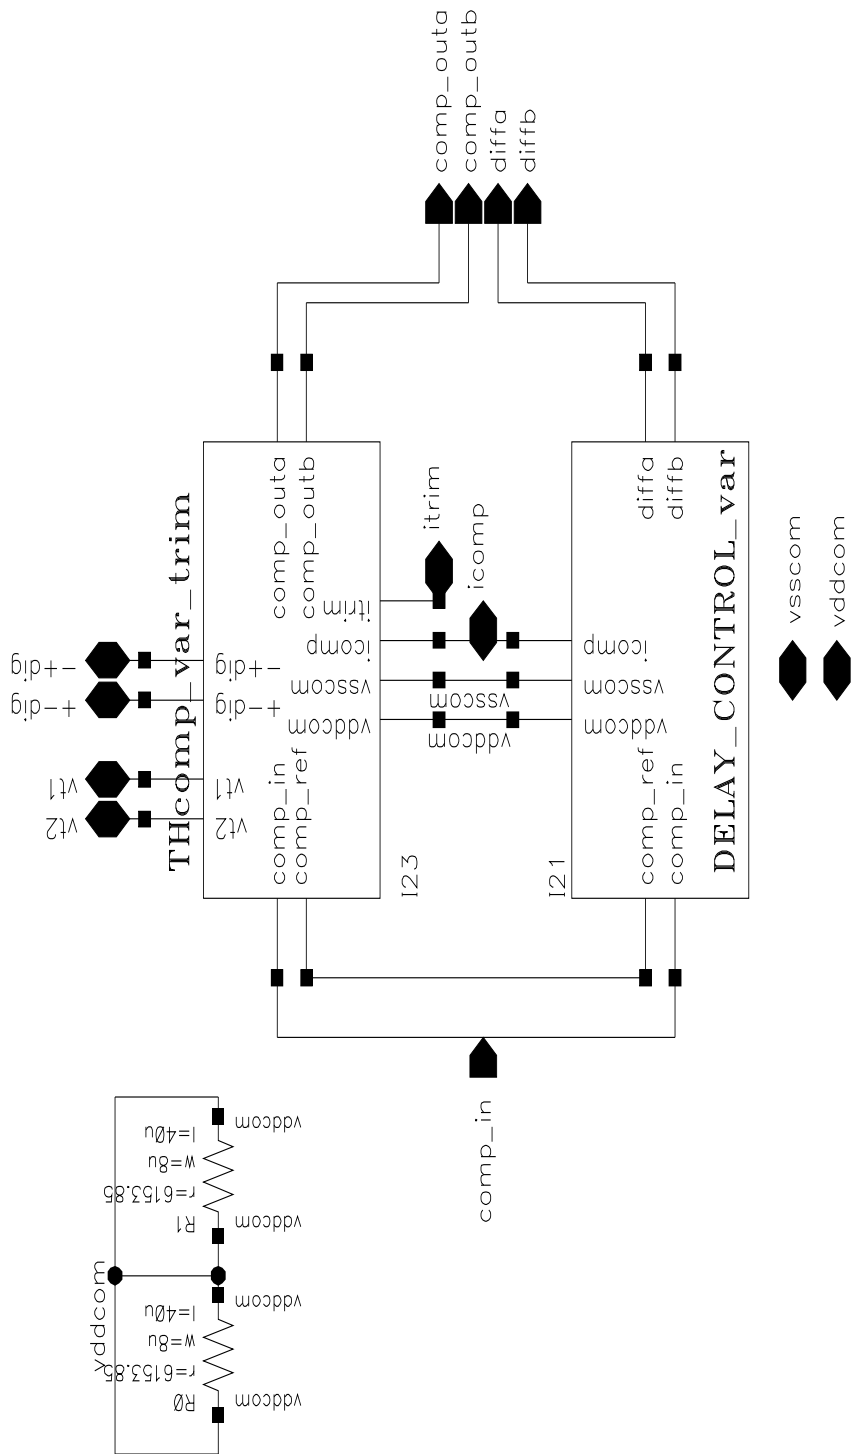 comp_outa
comp_outb
diffa
diffb
comp_outa
comp_outb
diffa
diffb
THcomp_var_trim
DELAY_CONTROL_var
itrim
icomp
vsscom
vddcom
-+dig
+-dig
vt1
vt2
-+dig
+-dig
vt1
vt2
itrim
icomp
vsscom
vddcom
vsscom
vddcom
icomp
vsscom
vddcom
comp_in
comp_ref
comp_ref
comp_in
I23
I21
comp_in
vddcom
l=40u
w=8u
r=6153.85
R1
vddcom
vddcom
vddcom
l=40u
w=8u
r=6153.85
R0
vddcom